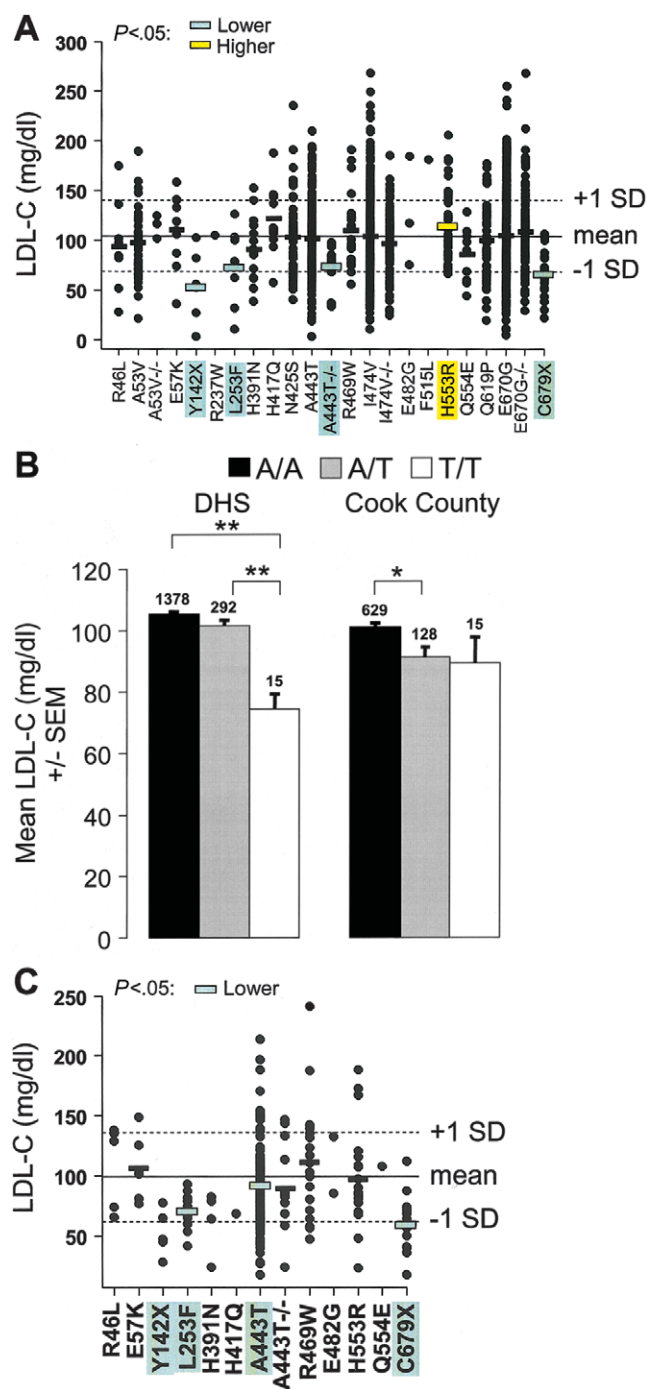 A
P<.05:
Lower
Higher
LDL-C (mg/dl)
300
250
200
150
100
50
0
+1 SD
mean
-1 SD
R46L
A53V
A53V-/-
E57K
Y142X
R237W
L253F
H391N
H417Q
N425S
A443T
A443T-/-
R469W
I474V
I474V-/-
E482G
F515L
H553R
Q554E
Q619P
E670G
E670G-/-
C679X
B
A/A A/T T/T
DHS Cook County
**
**
*
Mean LDL-C (mg/dl)
+/- SEM
120
100
80
60
40
20
0
1378
292
15
629
128
15
C
P<.05:
Lower
LDL-C (mg/dl)
250
200
150
100
50
+1 SD
mean
-1 SD
R46L
E57K
Y142X
L253F
H391N
H417Q
A443T
A443T-/-
R469W
E482G
H553R
Q554E
C679X